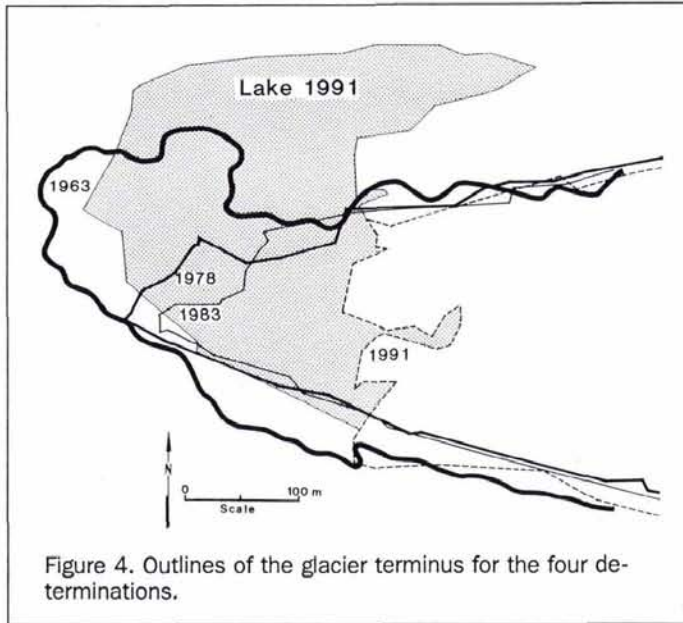 Lake 1991
1963
1978
1983
1991
N
0 100 m
Scale
Figure 4. Outlines of the glacier terminus for the four de-
terminations.